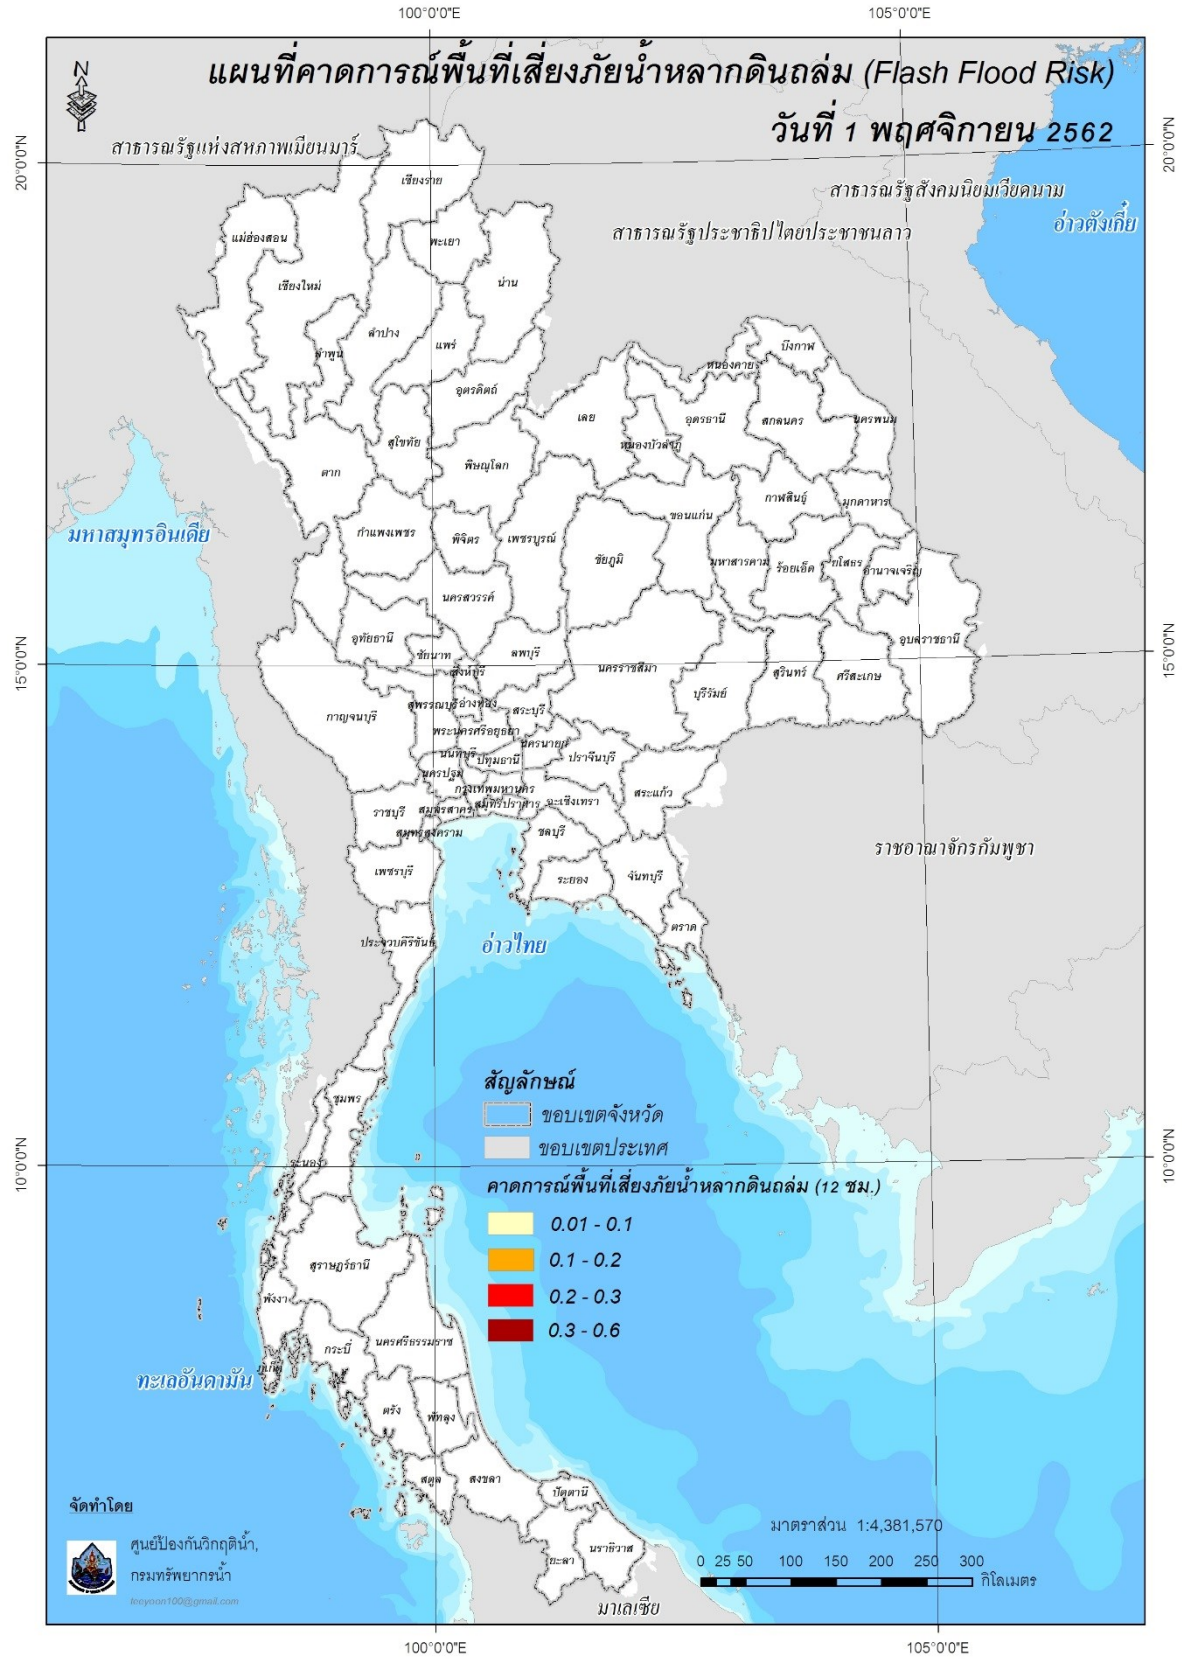 100°0'0"E 105°0'0"E
แผนที่คาดการณ์พื้นที่เสี่ยงภัยน้ำหลากดินถล่ม (Flash Flood Risk)
วันที่ 1 พฤศจิกายน 2562
N
20°0'0"N 20°0'0"N
สาธารณรัฐแห่งสหภาพเมียนมาร์
สาธารณรัฐสังคมนิยมเวียดนาม
สาธารณรัฐประชาธิปไตยประชาชนลาว
อ่าวตังเกี๋ย
เชียงราย
แม่ฮ่องสอน
พะเยา
เชียงใหม่
น่าน
ลำปาง
แพร่
ลำพูน
อุตรดิตถ์
บึงกาฬ
หนองคาย
เลย
อุดรธานี
สกลนคร
นครพนม
สุโขทัย
หนองบัวลำภู
ตาก
พิษณุโลก
กาฬสินธุ์
มุกดาหาร
ขอนแก่น
มหาสมุทรอินเดีย
กำแพงเพชร
พิจิตร
เพชรบูรณ์
ชัยภูมิ
มหาสารคาม
ร้อยเอ็ด
ยโสธร
อำนาจเจริญ
นครสวรรค์
อุทัยธานี
ชัยนาท
ลพบุรี
อุบลราชธานี
15°0'0"N 15°0'0"N
สิงห์บุรี
นครราชสีมา
บุรีรัมย์
สุรินทร์
ศรีสะเกษ
กาญจนบุรี
สุพรรณบุรี
อ่างทอง
สระบุรี
พระนครศรีอยุธยา
นครนายก
นนทบุรี
ปทุมธานี
ปราจีนบุรี
นครปฐม
กรุงเทพมหานคร
สระแก้ว
ราชบุรี
สมุทรสาคร
สมุทรปราการ
ฉะเชิงเทรา
สมุทรสงคราม
ชลบุรี
ราชอาณาจักรกัมพูชา
เพชรบุรี
ระยอง
จันทบุรี
ตราด
ประจวบคีรีขันธ์
อ่าวไทย
สัญลักษณ์
ขอบเขตจังหวัด
ขอบเขตประเทศ
ชุมพร
ระนอง
10°0'0"N 10°0'0"N
คาดการณ์พื้นที่เสี่ยงภัยน้ำหลากดินถล่ม (12 ชม.)
0.01 - 0.1
0.1 - 0.2
0.2 - 0.3
0.3 - 0.6
สุราษฎร์ธานี
พังงา
นครศรีธรรมราช
กระบี่
ภูเก็ต
ทะเลอันดามัน
ตรัง
พัทลุง
สตูล
สงขลา
ปัตตานี
ยะลา
นราธิวาส
มาเลเซีย
จัดทำโดย
ศูนย์ป้องกันวิกฤติน้ำ,
กรมทรัพยากรน้ำ
teeynon100@gmail.com
มาตราส่วน 1:4,381,570
0 25 50 100 150 200 250 300
กิโลเมตร
100°0'0"E 105°0'0"E